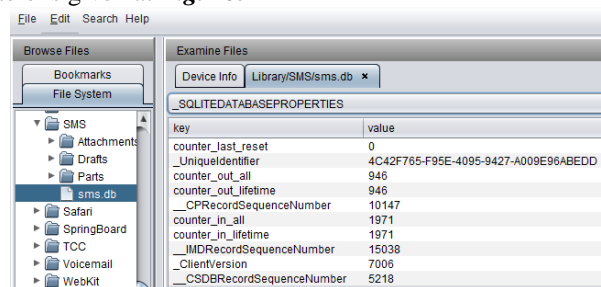 File Edit Search Help
Browse Files
Examine Files
Bookmarks
File System
Device Info Library/SMS/sms.db ×
_SQLITEDATABASEPROPERTIES
SMS
Attachments
Drafts
Parts
sms.db
Safari
SpringBoard
TCC
Voicemail
WebKit
key value
counter_last_reset 0
_UniqueIdentifier 4C42F765-F95E-4095-9427-A009E96ABEDD
counter_out_all 946
counter_out_lifetime 946
__CPRecordSequenceNumber 10147
counter_in_all 1971
counter_in_lifetime 1971
__IMDRecordSequenceNumber 15038
_ClientVersion 7006
__CSDBRecordSequenceNumber 5218